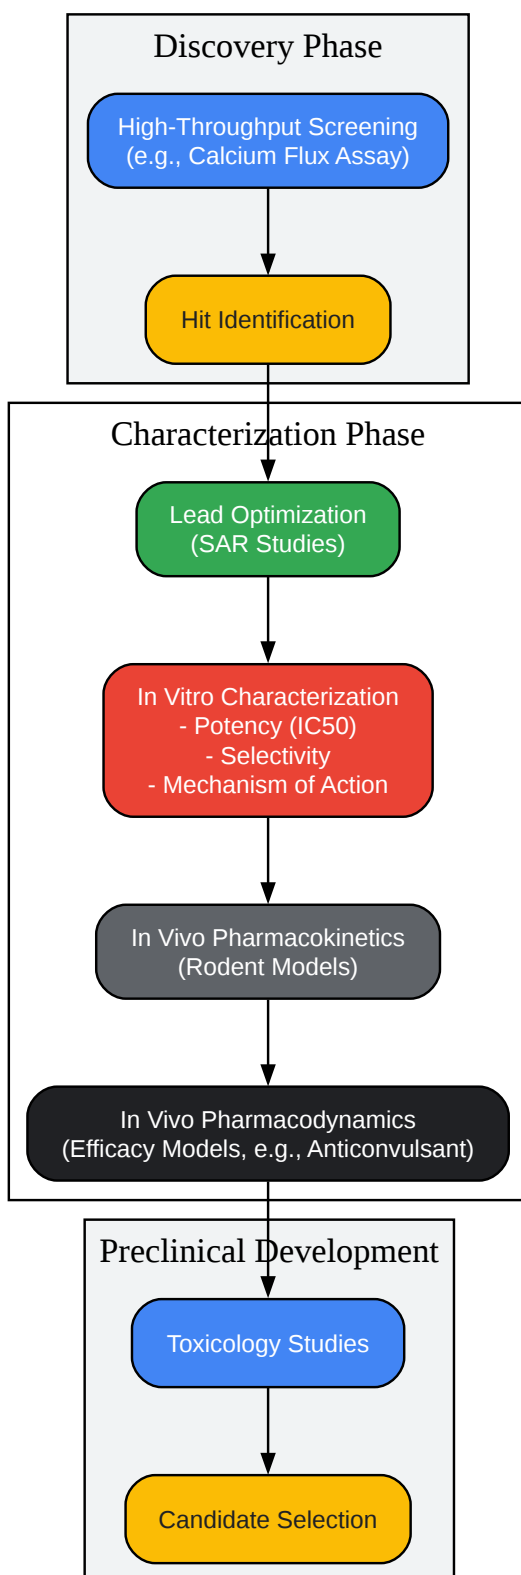 Discovery Phase
High-Throughput Screening
(e.g., Calcium Flux Assay)
Hit Identification
Characterization Phase
Lead Optimization
(SAR Studies)
In Vitro Characterization
- Potency (IC50)
- Selectivity
- Mechanism of Action
In Vivo Pharmacokinetics
(Rodent Models)
In Vivo Pharmacodynamics
(Efficacy Models, e.g., Anticonvulsant)
Preclinical Development
Toxicology Studies
Candidate Selection